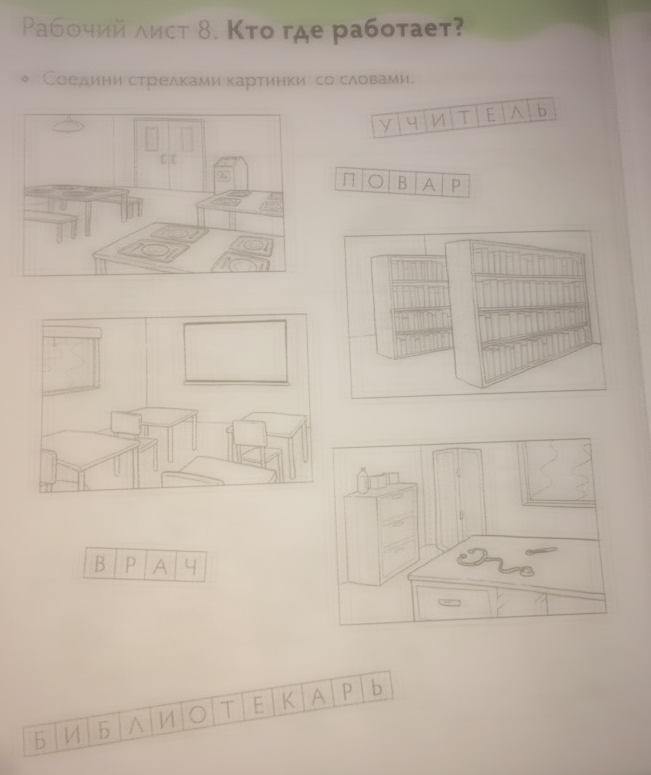 Рабочий лист 8. Кто где работает?
• Соедини стрелками картинки со словами.
УЧИТЕЛЬ
ПОВАР
ВРАЧ
БИБЛИОТЕКАРЬ